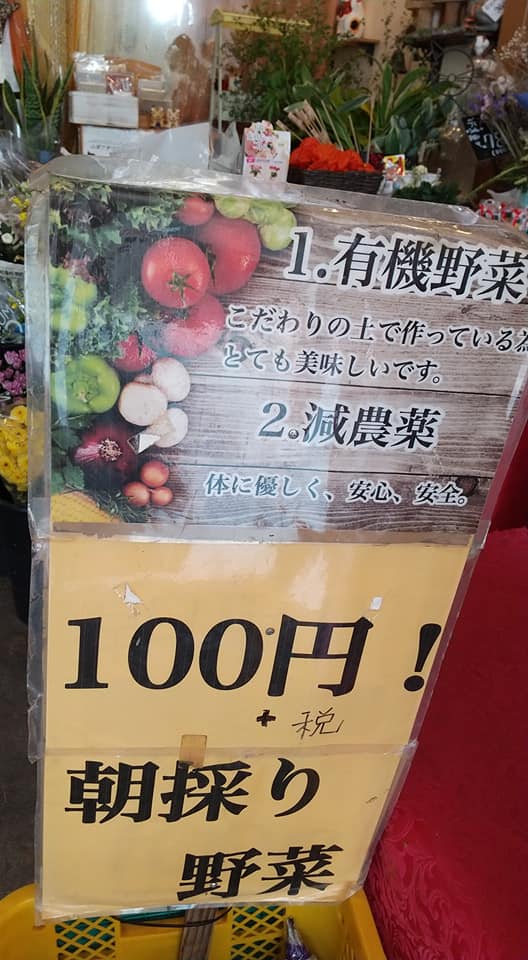 1.有機野菜
こだわりの土で作っている為
とても美味しいです。
2.減農薬
体に優しく、安心、安全。
100円!
+ 税
朝採り
野菜